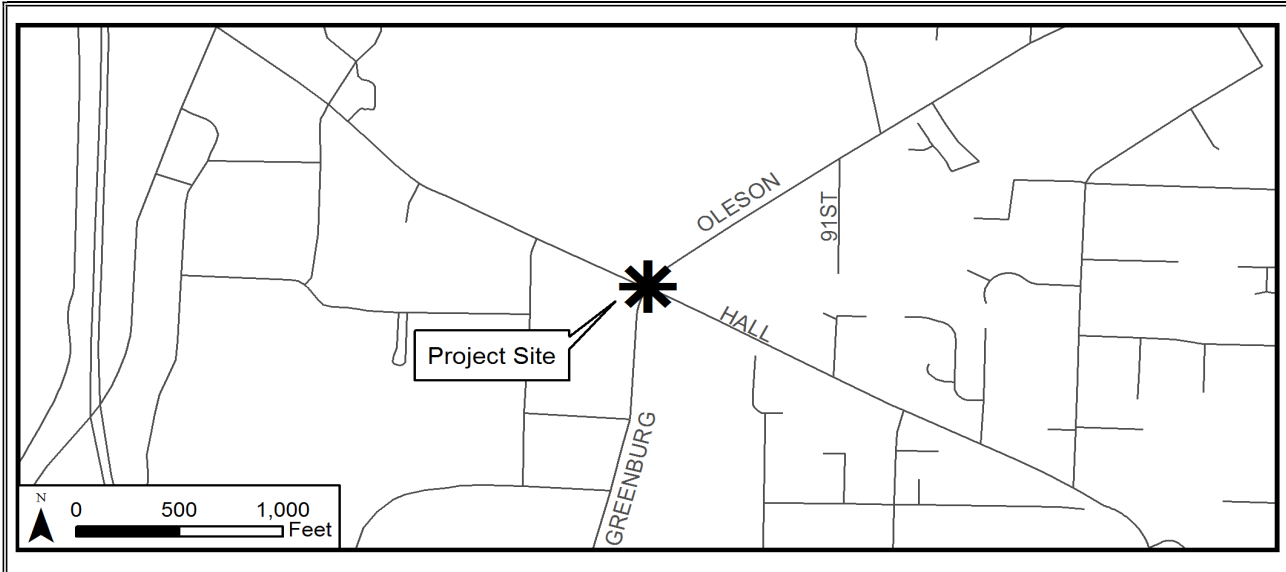 OLESON
91ST
HALL
Project Site
GREENBURG
N
0 500 1,000
Feet